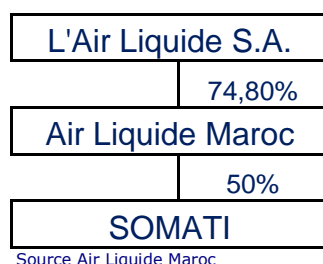 L'Air Liquide S.A.
74,80%
Air Liquide Maroc
50%
SOMATI
Source Air Liquide Maroc